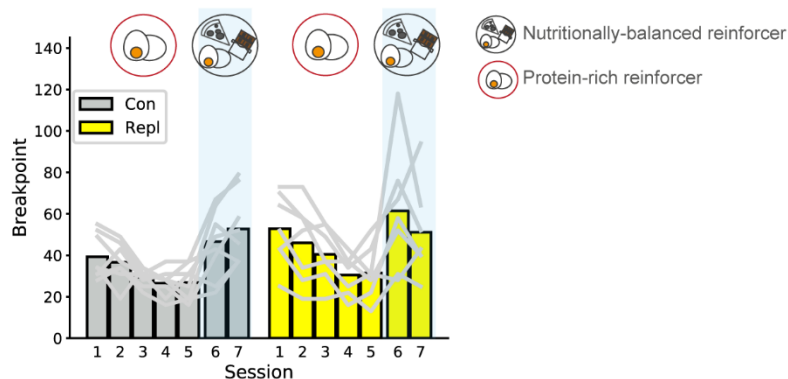 140
120
100
80
60
40
20
0
Breakpoint
Con
Repl
1 2 3 4 5 6 7 1 2 3 4 5 6 7
Session
Nutritionally-balanced reinforcer
Protein-rich reinforcer